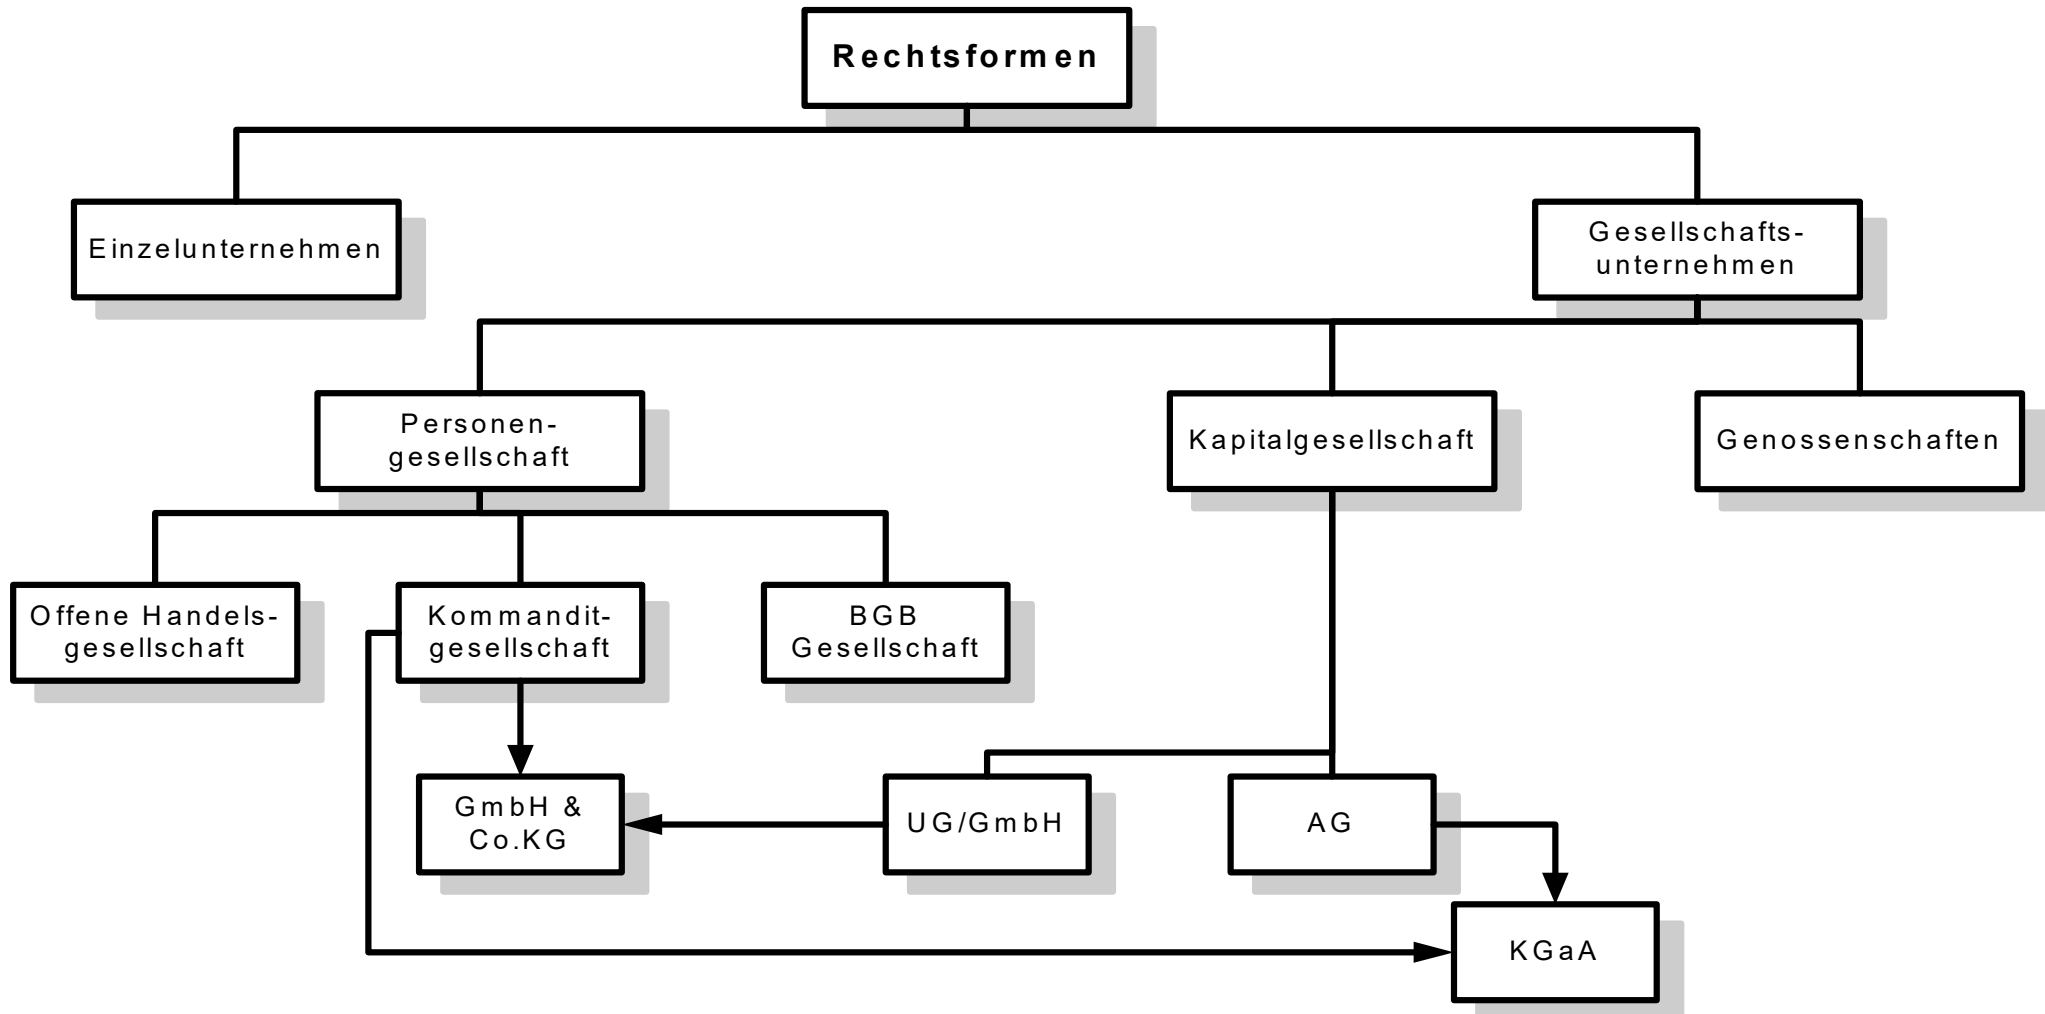 Rechtsformen
Einzelunternehmen
Gesellschafts-
unternehmen
Personen-
gesellschaft
Kapitalgesellschaft
Genossenschaften
Offene Handels-
gesellschaft
Kommandit-
gesellschaft
BGB
Gesellschaft
GmbH &
Co.KG
UG/GmbH
AG
KGaA